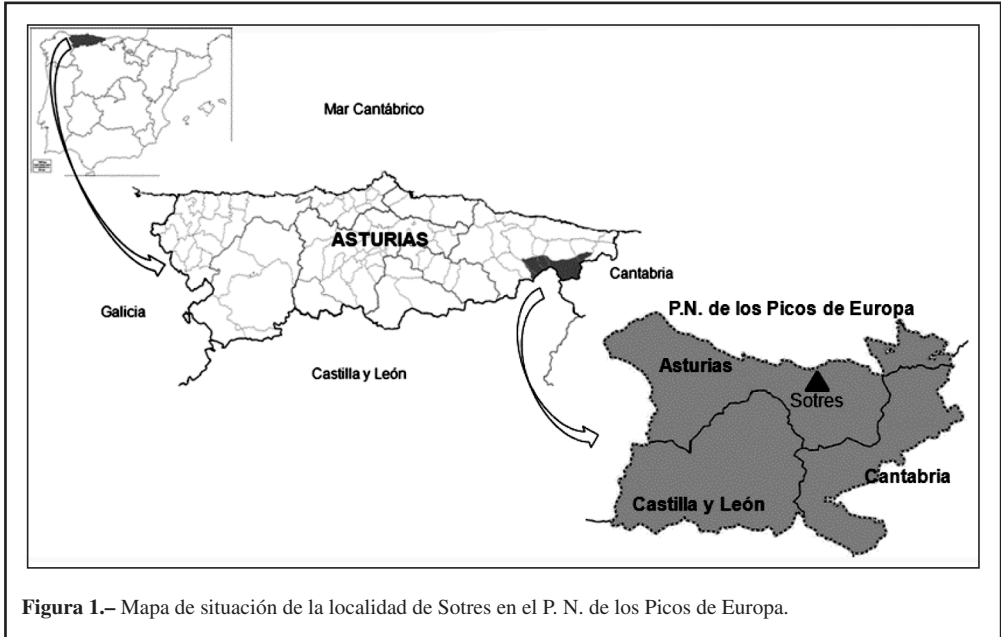 Mar Cantábrico
ASTURIAS
Cantabria
Galicia
Castilla y León
P.N. de los Picos de Europa
Asturias
Sotres
Cantabria
Castilla y León
Figura 1.– Mapa de situación de la localidad de Sotres en el P. N. de los Picos de Europa.